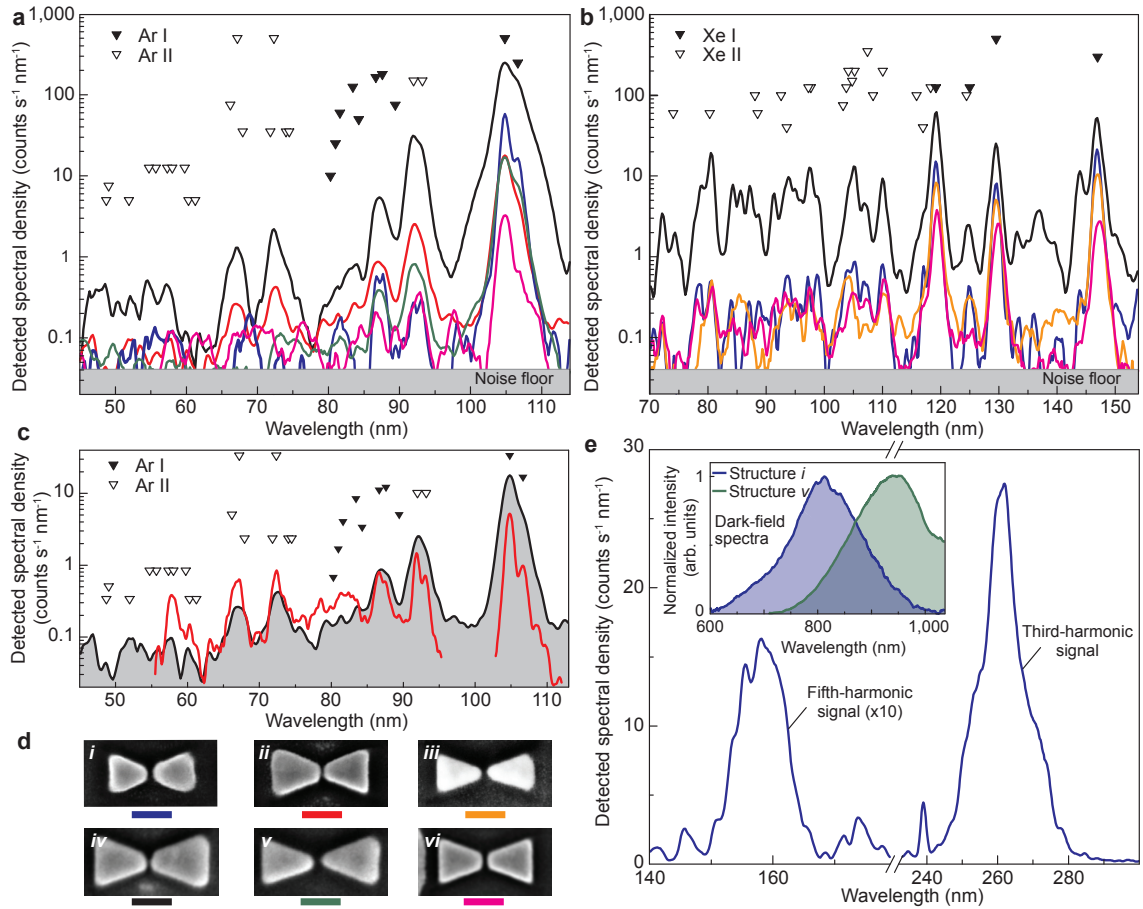 a
1,000
100
10
1
0.1
Detected spectral density (counts s⁻¹ nm⁻¹)
Ar I
Ar II
Noise floor
50 60 70 80 90 100 110
Wavelength (nm)
b
1,000
100
10
1
0.1
Detected spectral density (counts s⁻¹ nm⁻¹)
Xe I
Xe II
Noise floor
70 80 90 100 110 120 130 140 150
Wavelength (nm)
c
10
1
0.1
Detected spectral density
(counts s⁻¹ nm⁻¹)
Ar I
Ar II
50 60 70 80 90 100 110
Wavelength (nm)
d
i
ii
iii
iv
v
vi
e
30
20
10
0
Detected spectral density (counts s⁻¹ nm⁻¹)
Structure i
Structure v
Dark-field
spectra
1
0
Normalized intensity
(arb. units)
600 800 1,000
Wavelength (nm)
Third-harmonic
signal
Fifth-harmonic
signal (x10)
140 160 240 260 280
Wavelength (nm)